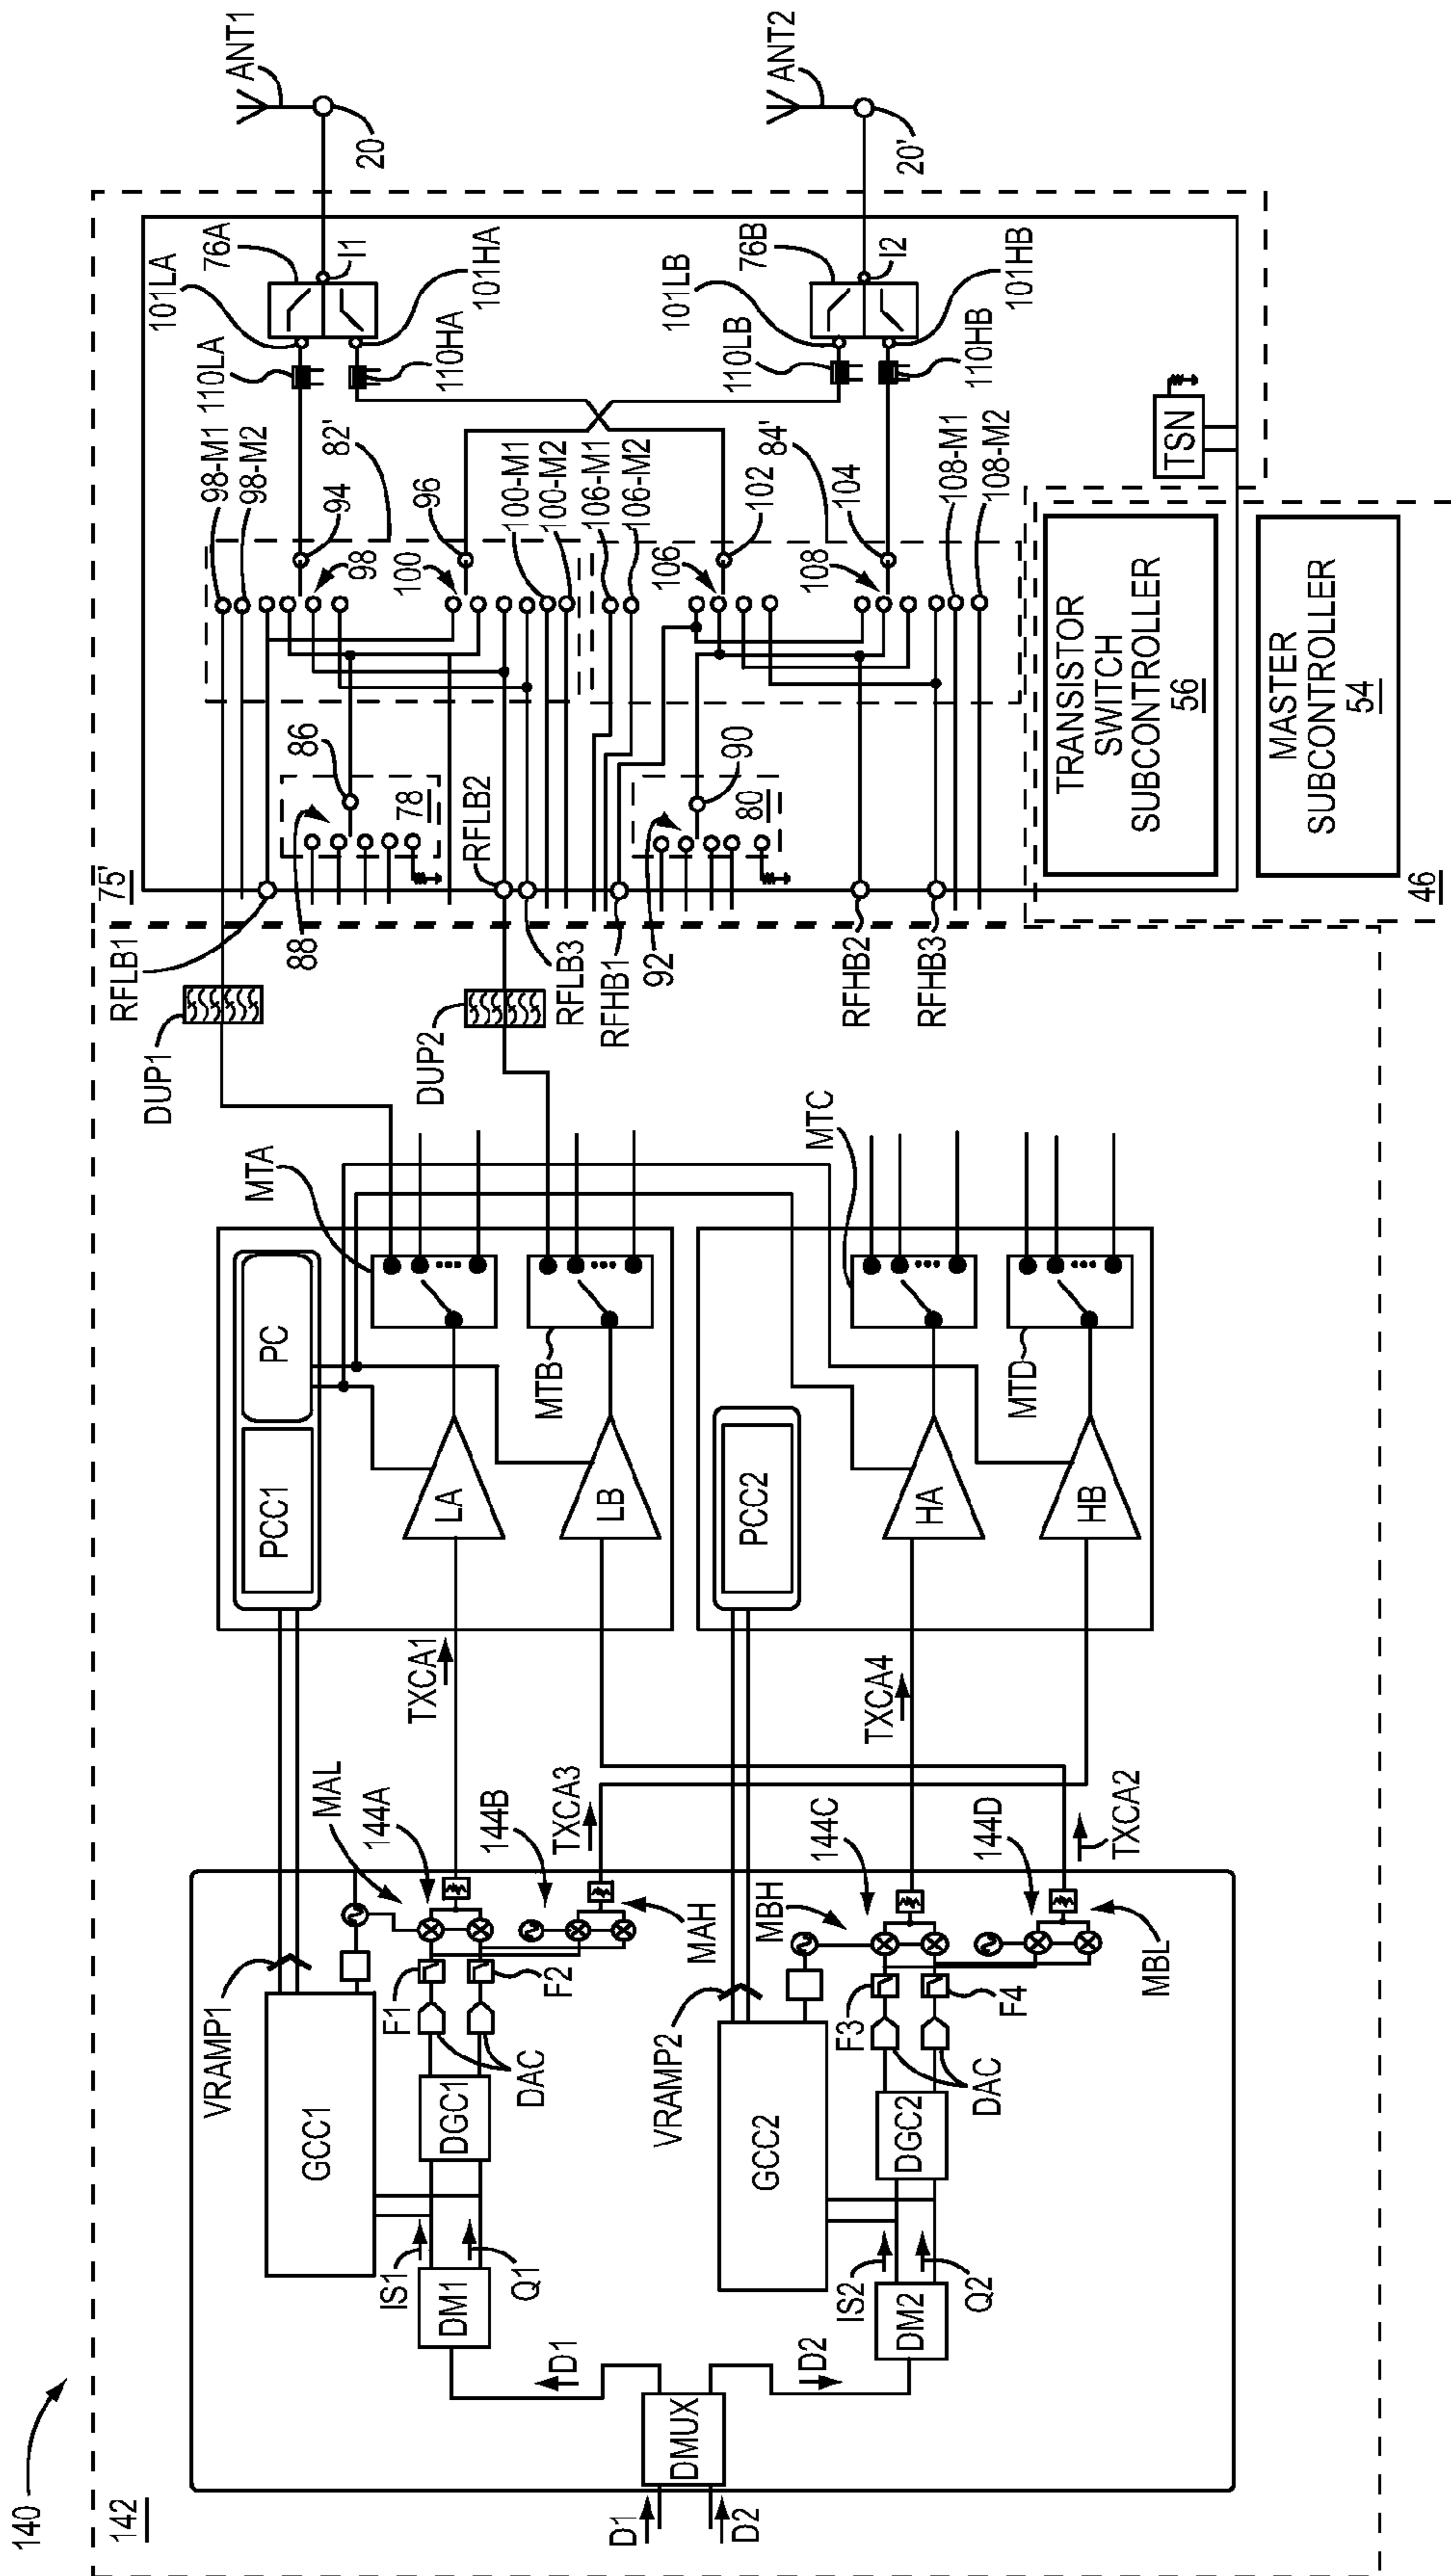 140
142
D1
D2
DMUX
D1
D2
DM1
IS1
Q1
GCC1
DGC1
DAC
F1
F2
VRAMP1
MAL
144A
144B
MAH
TXCA1
TXCA3
DM2
IS2
Q2
GCC2
DGC2
DAC
F3
F4
VRAMP2
MBH
144C
144D
MBL
TXCA4
TXCA2
PCC1
PC
LA
LB
MTA
MTB
PCC2
HA
HB
MTC
MTD
DUP1
DUP2
75'
RFLB1
88
86
78
RFLB2
RFLB3
RFHB1
92
90
80
RFHB2
RFHB3
98-M1
98-M2
82'
94
98
96
100
100-M1
100-M2
106-M1
106-M2
106
102
84'
104
108
108-M1
108-M2
110LA
101LA
76A
I1
101HA
110HA
110LB
101LB
76B
I2
101HB
110HB
ANT1
20
ANT2
20'
TSN
TRANSISTOR
SWITCH
SUBCONTROLLER
56
MASTER
SUBCONTROLLER
54
46